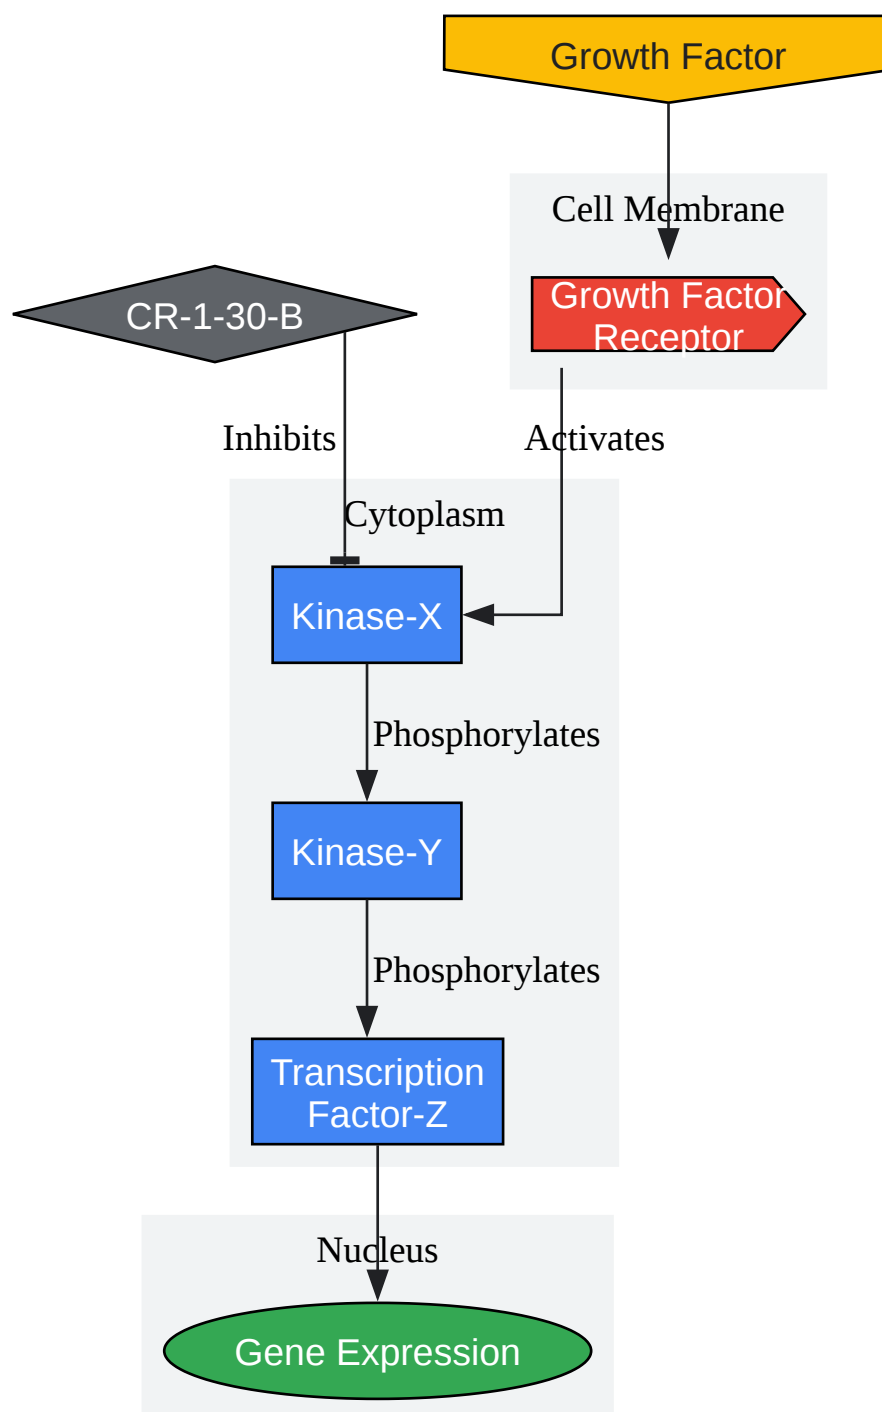 Growth Factor
Cell Membrane
Growth Factor
Receptor
CR-1-30-B
Inhibits
Activates
Cytoplasm
Kinase-X
Phosphorylates
Kinase-Y
Phosphorylates
Transcription
Factor-Z
Nucleus
Gene Expression